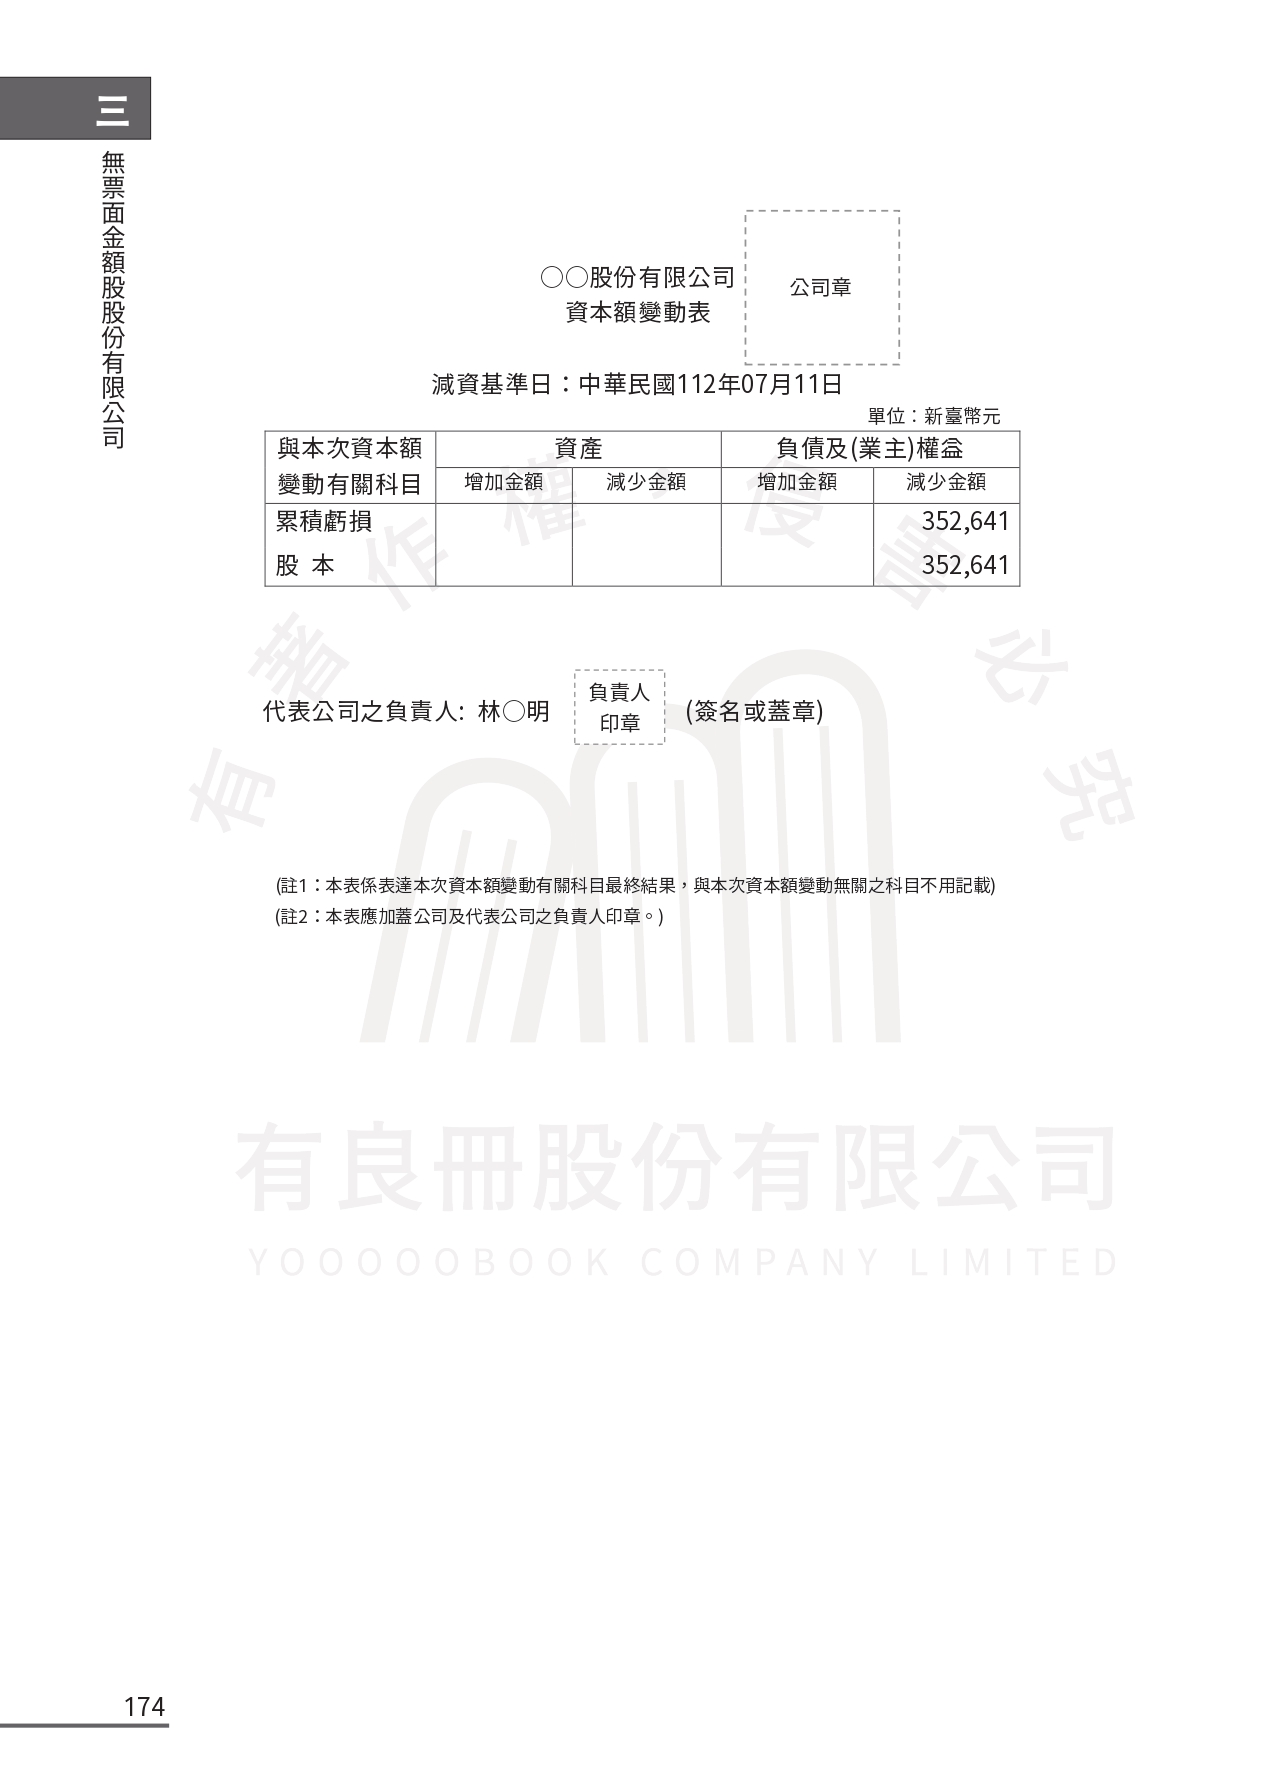 三
無票面金額股股份有限公司
○○股份有限公司
資本額變動表
公司章
減資基準日：中華民國112年07月11日
單位：新臺幣元
與本次資本額
變動有關科目
資產
負債及(業主)權益
增加金額 減少金額 增加金額 減少金額
累積虧損 352,641
股 本 352,641
代表公司之負責人: 林○明
負責人
印章
(簽名或蓋章)
(註1：本表係表達本次資本額變動有關科目最終結果，與本次資本額變動無關之科目不用記載)
(註2：本表應加蓋公司及代表公司之負責人印章。)
有著作權，侵害必究
有良冊股份有限公司
YOOOOOBOOK COMPANY LIMITED
174